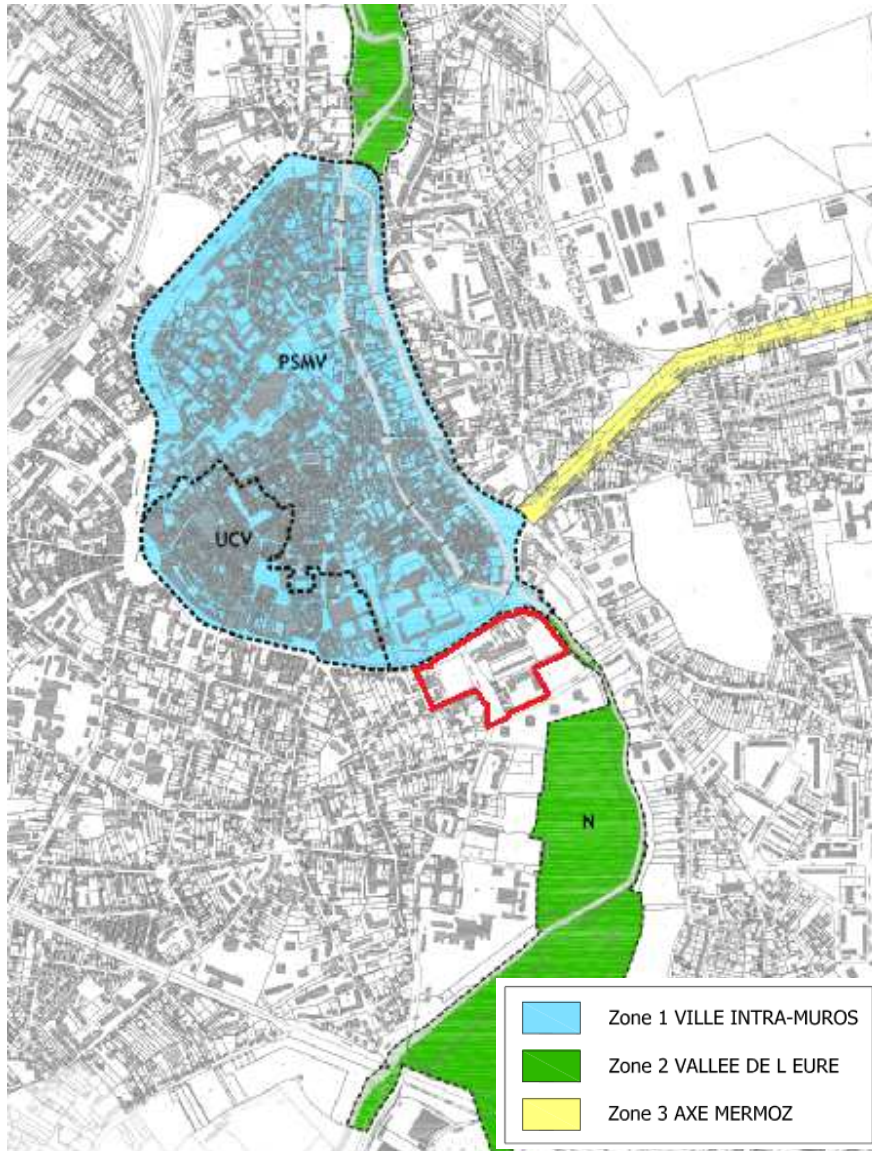 PSMV
UCV
N
Zone 1 VILLE INTRA-MUROS
Zone 2 VALLEE DE L EURE
Zone 3 AXE MERMOZ